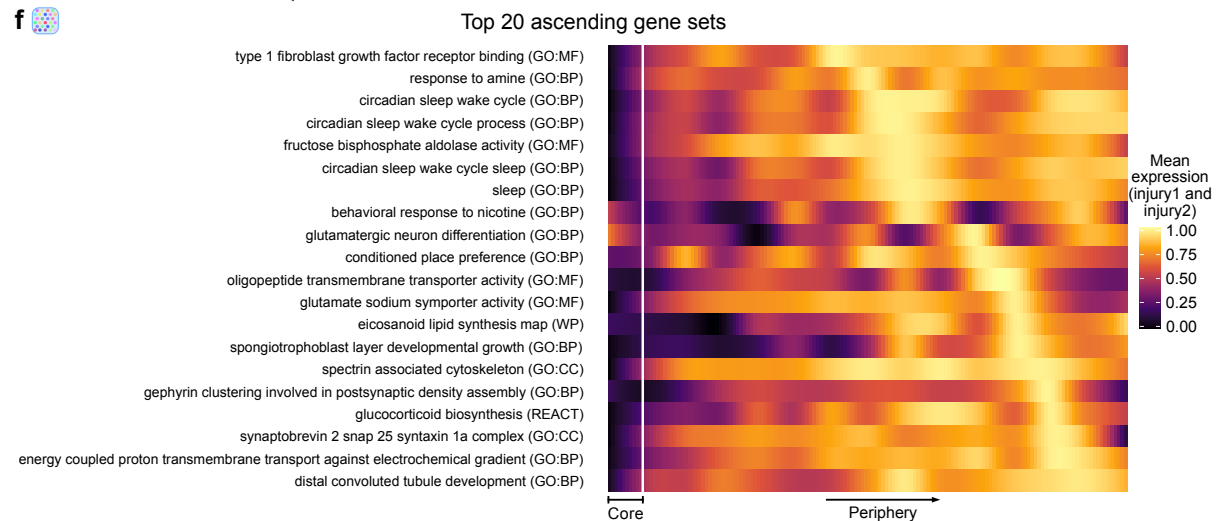 f
Top 20 ascending gene sets
type 1 fibroblast growth factor receptor binding (GO:MF)
response to amine (GO:BP)
circadian sleep wake cycle (GO:BP)
circadian sleep wake cycle process (GO:BP)
fructose bisphosphate aldolase activity (GO:MF)
circadian sleep wake cycle sleep (GO:BP)
sleep (GO:BP)
behavioral response to nicotine (GO:BP)
glutamatergic neuron differentiation (GO:BP)
conditioned place preference (GO:BP)
oligopeptide transmembrane transporter activity (GO:MF)
glutamate sodium symporter activity (GO:MF)
eicosanoid lipid synthesis map (WP)
spongiotrophoblast layer developmental growth (GO:BP)
spectrin associated cytoskeleton (GO:CC)
gephyrin clustering involved in postsynaptic density assembly (GO:BP)
glucocorticoid biosynthesis (REACT)
synaptobrevin 2 snap 25 syntaxin 1a complex (GO:CC)
energy coupled proton transmembrane transport against electrochemical gradient (GO:BP)
distal convoluted tubule development (GO:BP)
Core
Periphery
Mean
expression
(injury1 and
injury2)
1.00
0.75
0.50
0.25
0.00